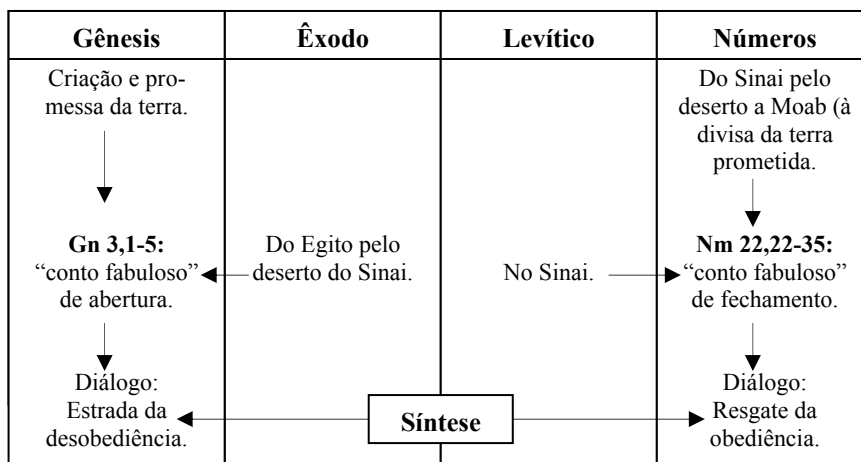 Gênesis
Criação e pro-
messa da terra.
Gn 3,1-5:
“conto fabuloso”
de abertura.
Diálogo:
Estrada da
desobediência.
Êxodo
Do Egito pelo
deserto do Sinai.
Levítico
No Sinai.
Números
Do Sinai pelo
deserto a Moab (à
divisa da terra
prometida.
Nm 22,22-35:
“conto fabuloso”
de fechamento.
Diálogo:
Resgate da
obediência.
Síntese